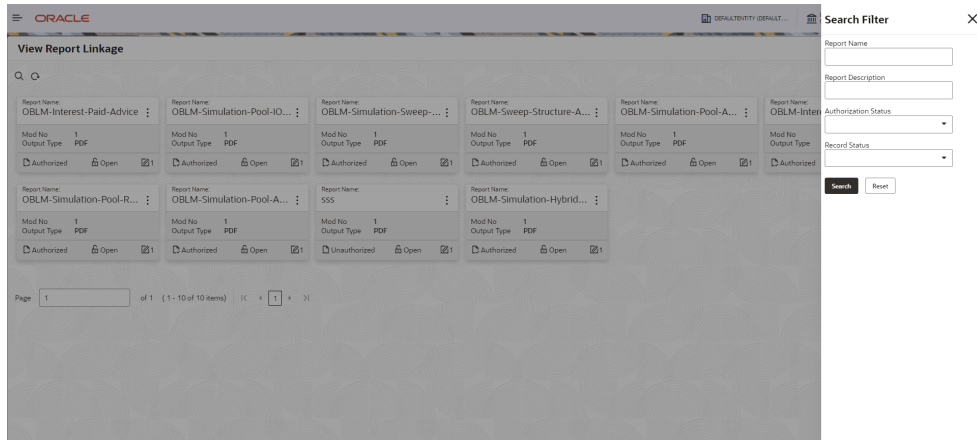 ORACLE
DEFAULTENTITY (DEFAULT....
View Report Linkage
Report Name:
OBLM-Interest-Paid-Advice
Mod No 1
Output Type PDF
Authorized Open 1
Report Name:
OBLM-Simulation-Pool-IO...
Mod No 1
Output Type PDF
Authorized Open 1
Report Name:
OBLM-Simulation-Sweep-...
Mod No 1
Output Type PDF
Authorized Open 1
Report Name:
OBLM-Sweep-Structure-A...
Mod No 1
Output Type PDF
Authorized Open 1
Report Name:
OBLM-Simulation-Pool-A...
Mod No 1
Output Type PDF
Authorized Open 1
Report Name:
OBLM-Inter
Mod No
Output Type
Authorized
Report Name:
OBLM-Simulation-Pool-R...
Mod No 1
Output Type PDF
Authorized Open 1
Report Name:
OBLM-Simulation-Pool-A...
Mod No 1
Output Type PDF
Authorized Open 1
Report Name:
sss
Mod No 1
Output Type PDF
Unauthorized Open 1
Report Name:
OBLM-Simulation-Hybrid...
Mod No 1
Output Type PDF
Authorized Open 1
Page 1 of 1 (1 - 10 of 10 items) 1
Search Filter
Report Name
Report Description
Authorization Status
Record Status
Search Reset